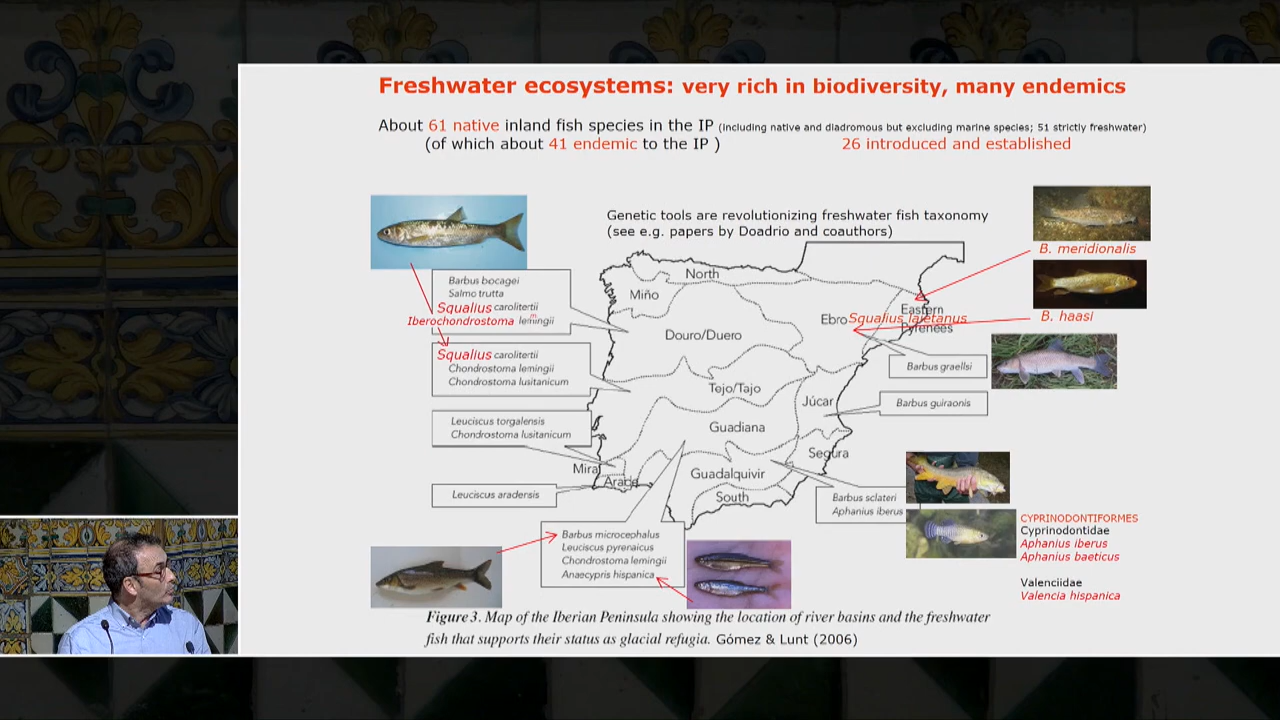 Freshwater ecosystems: very rich in biodiversity, many endemics
About 61 native inland fish species in the IP (including native and diadromous but excluding marine species; 51 strictly freshwater)
(of which about 41 endemic to the IP )
26 introduced and established
Genetic tools are revolutionizing freshwater fish taxonomy
(see e.g. papers by Doadrio and coauthors)
B. meridionalis
B. haasi
Barbus bocagei
Salmo trutta
Squalius carolitertii
Iberochondrostoma lemingii
m
Squalius carolitertii
Chondrostoma lemingii
Chondrostoma lusitanicum
Leuciscus torgalensis
Chondrostoma lusitanicum
Leuciscus aradensis
North
Miño
Douro/Duero
Ebro
Squalius laietanus
Eastern
Pyrenees
Tejo/Tajo
Júcar
Guadiana
Segura
Mira
Arade
Guadalquivir
South
Barbus graellsi
Barbus guiraonis
Barbus sclateri
Aphanius iberus
Barbus microcephalus
Leuciscus pyrenaicus
Chondrostoma lemingii
Anaecypris hispanica
CYPRINODONTIFORMES
Cyprinodontidae
Aphanius iberus
Aphanius baeticus
Valenciidae
Valencia hispanica
Figure 3. Map of the Iberian Peninsula showing the location of river basins and the freshwater
fish that supports their status as glacial refugia. Gómez & Lunt (2006)